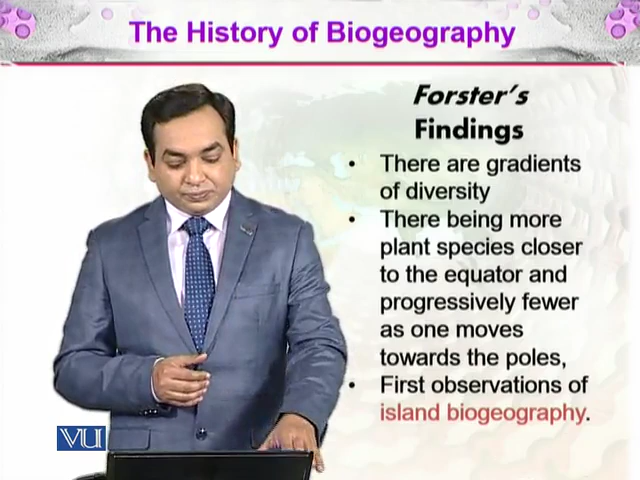 The History of Biogeography
Forster's
Findings
• There are gradients
of diversity
• There being more
plant species closer
to the equator and
progressively fewer
as one moves
towards the poles,
• First observations of
island biogeography.
VU